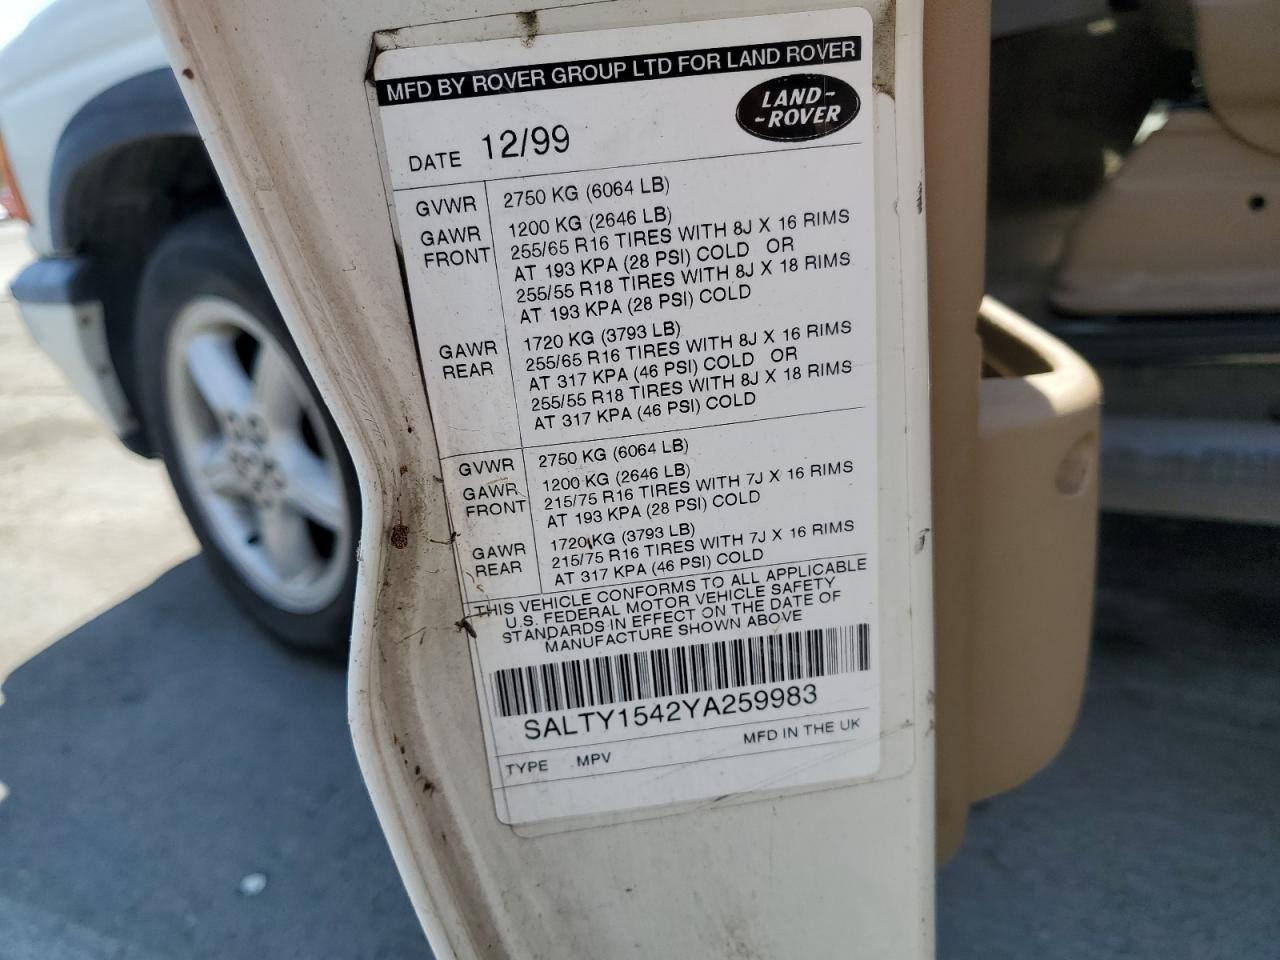 MFD BY ROVER GROUP LTD FOR LAND ROVER
LAND-
-ROVER
DATE 12/99
GVWR 2750 KG (6064 LB)
GAWR FRONT 1200 KG (2646 LB)
255/65 R16 TIRES WITH 8J X 16 RIMS
AT 193 KPA (28 PSI) COLD OR
255/55 R18 TIRES WITH 8J X 18 RIMS
AT 193 KPA (28 PSI) COLD
GAWR REAR 1720 KG (3793 LB)
255/65 R16 TIRES WITH 8J X 16 RIMS
AT 317 KPA (46 PSI) COLD OR
255/55 R18 TIRES WITH 8J X 18 RIMS
AT 317 KPA (46 PSI) COLD
GVWR 2750 KG (6064 LB)
GAWR FRONT 1200 KG (2646 LB)
215/75 R16 TIRES WITH 7J X 16 RIMS
AT 193 KPA (28 PSI) COLD
GAWR REAR 1720 KG (3793 LB)
215/75 R16 TIRES WITH 7J X 16 RIMS
AT 317 KPA (46 PSI) COLD
THIS VEHICLE CONFORMS TO ALL APPLICABLE
U.S. FEDERAL MOTOR VEHICLE SAFETY
STANDARDS IN EFFECT ON THE DATE OF
MANUFACTURE SHOWN ABOVE
SALTY1542YA259983
TYPE MPV MFD IN THE UK